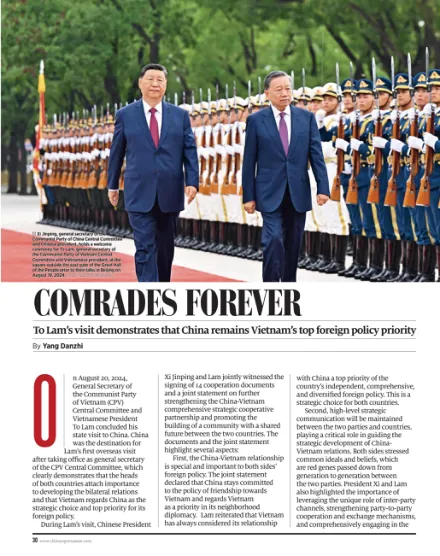 Xi Jinping, general secretary of the
Communist Party of China Central Committee
and Chinese president, holds a welcome
ceremony for To Lam, general secretary of
the Communist Party of Vietnam Central
Committee and Vietnamese president, at the
square outside the east gate of the Great Hall
of the People prior to their talks in Beijing on
August 19, 2024
COMRADES FOREVER
To Lam's visit demonstrates that China remains Vietnam's top foreign policy priority
By Yang Danzhi
On August 20, 2024,
General Secretary of
the Communist Party
of Vietnam (CPV)
Central Committee and
Vietnamese President
To Lam concluded his
state visit to China. China
was the destination for
Lam's first overseas visit
after taking office as general secretary
of the CPV Central Committee, which
clearly demonstrates that the heads
of both countries attach importance
to developing the bilateral relations
and that Vietnam regards China as the
strategic choice and top priority for its
foreign policy.
During Lam's visit, Chinese President
Xi Jinping and Lam jointly witnessed the
signing of 14 cooperation documents
and a joint statement on further
strengthening the China-Vietnam
comprehensive strategic cooperative
partnership and promoting the
building of a community with a shared
future between the two countries. The
documents and the joint statement
highlight several aspects:
First, the China-Vietnam relationship
is special and important to both sides'
foreign policy. The joint statement
declared that China stays committed
to the policy of friendship towards
Vietnam and regards Vietnam
as a priority in its neighborhood
diplomacy. Lam reiterated that Vietnam
has always considered its relationship
with China a top priority of the
country's independent, comprehensive,
and diversified foreign policy. This is a
strategic choice for both countries.
Second, high-level strategic
communication will be maintained
between the two parties and countries,
playing a critical role in guiding the
strategic development of China-
Vietnam relations. Both sides stressed
common ideals and beliefs, which
are red genes passed down from
generation to generation between
the two parties. President Xi and Lam
also highlighted the importance of
leveraging the unique role of inter-party
channels, strengthening party-to-party
cooperation and exchange mechanisms,
and comprehensively engaging in the
30